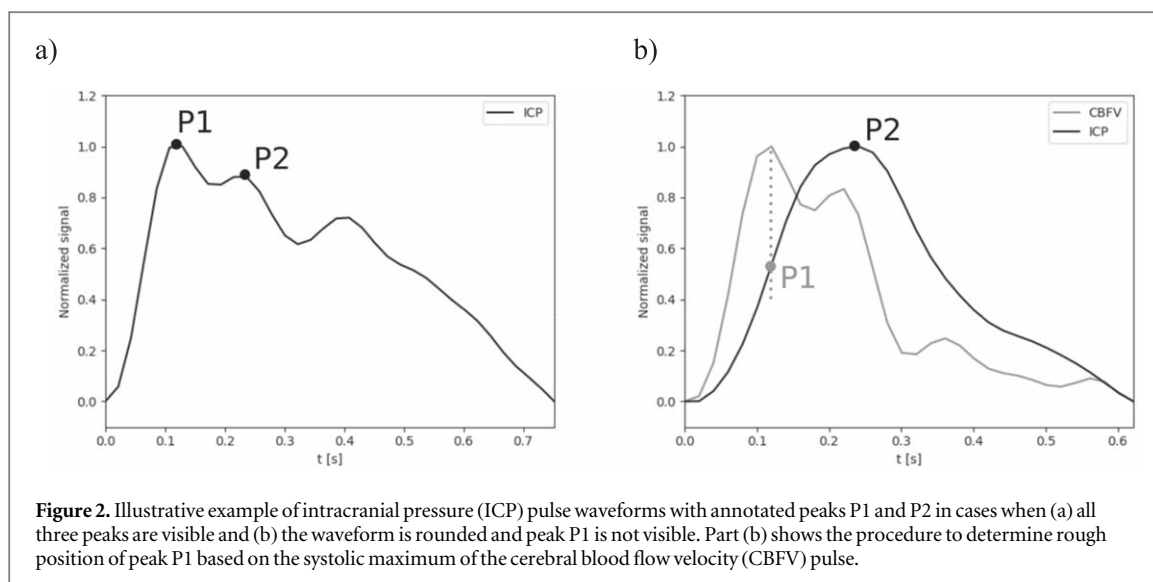 a)
b)
1.2
1.0
0.8
0.6
0.4
0.2
0.0
Normalized signal
P1
P2
ICP
0.0 0.1 0.2 0.3 0.4 0.5 0.6 0.7
t [s]
1.2
1.0
0.8
0.6
0.4
0.2
0.0
Normalized signal
P2
P1
CBFV
ICP
0.0 0.1 0.2 0.3 0.4 0.5 0.6
t [s]
Figure 2. Illustrative example of intracranial pressure (ICP) pulse waveforms with annotated peaks P1 and P2 in cases when (a) all
three peaks are visible and (b) the waveform is rounded and peak P1 is not visible. Part (b) shows the procedure to determine rough
position of peak P1 based on the systolic maximum of the cerebral blood flow velocity (CBFV) pulse.